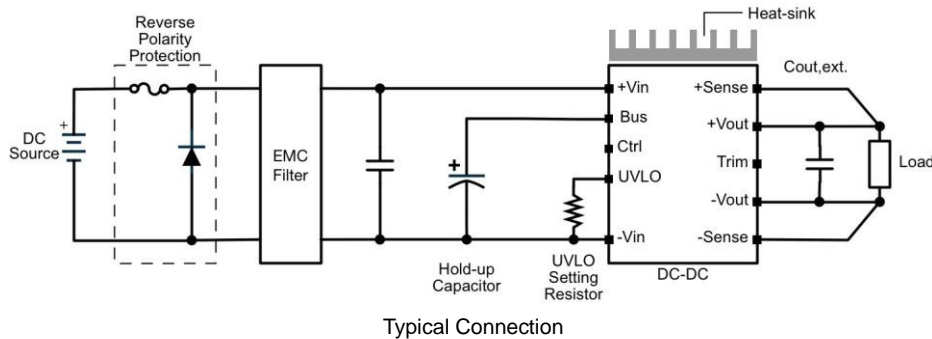 Reverse
Polarity
Protection
Heat-sink
Cout,ext.
+
DC
Source
EMC
Filter
+
Hold-up
Capacitor
UVLO
Setting
Resistor
+Vin
Bus
Ctrl
UVLO
-Vin
+Sense
+Vout
Trim
-Vout
-Sense
DC-DC
Load
Typical Connection